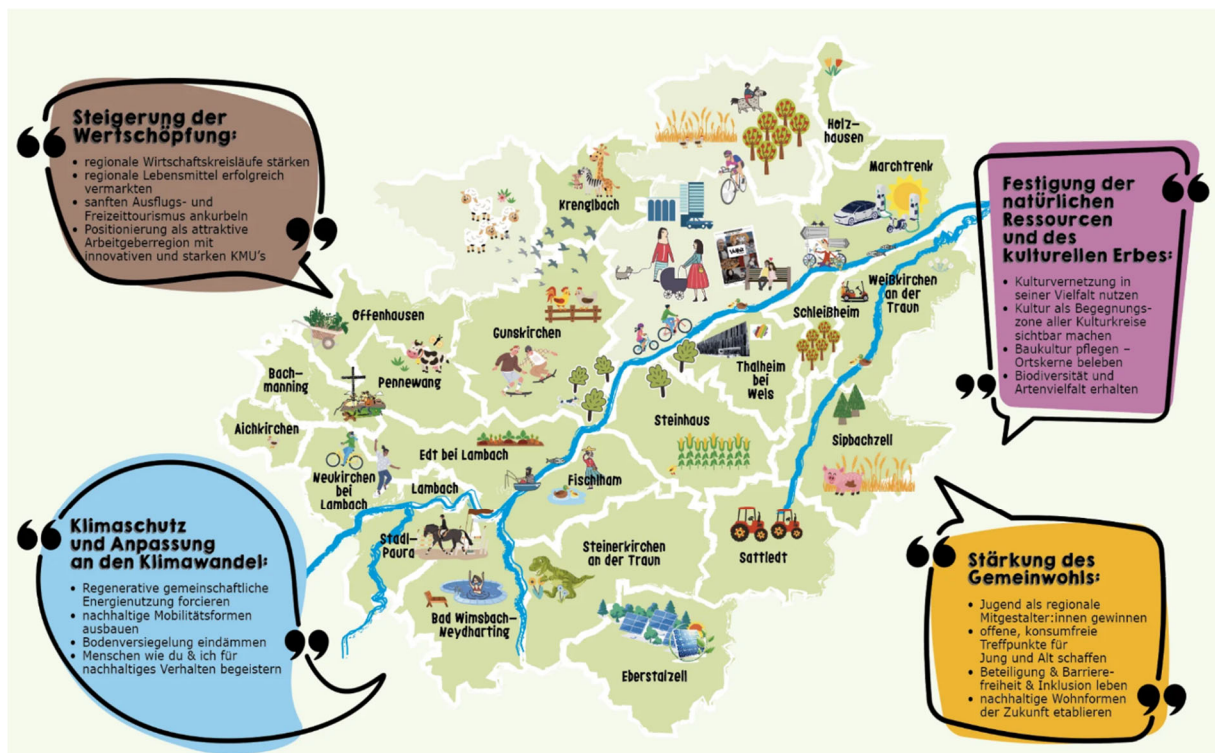 Steigerung der
Wertschöpfung:
• regionale Wirtschaftskreisläufe stärken
• regionale Lebensmittel erfolgreich
vermarkten
• sanften Ausflugs- und
Freizeittourismus ankurbeln
• Positionierung als attraktive
Arbeitgeberregion mit
innovativen und starken KMU's
Holz-
hausen
Marchtrenk
Krenglbach
Weißkirchen
an der
Traun
Schleißheim
Offenhausen
Gunskirchen
Pennewang
Bach-
manning
Thalheim
bei
Wels
Aichkirchen
Steinhaus
Sipbachzell
Edt bei Lambach
Neukirchen
bei
Lambach
Lambach
Fischlham
Stadl-
Paura
Steinerkirchen
an der Traun
Sattledt
Bad Wimsbach-
Neydharting
Eberstalzell
Festigung der
natürlichen
Ressourcen
und des
kulturellen Erbes:
• Kulturvernetzung in
seiner Vielfalt nutzen
• Kultur als Begegnungs-
zone aller Kulturkreise
sichtbar machen
• Baukultur pflegen –
Ortskerne beleben
• Biodiversität und
Artenvielfalt erhalten
Klimaschutz
und Anpassung
an den Klimawandel:
• Regenerative gemeinschaftliche
Energienutzung forcieren
• nachhaltige Mobilitätsformen
ausbauen
• Bodenversiegelung eindämmen
• Menschen wie du & ich für
nachhaltiges Verhalten begeistern
Stärkung des
Gemeinwohls:
• Jugend als regionale
Mitgestalter:innen gewinnen
• offene, konsumfreie
Treffpunkte für
Jung und Alt schaffen
• Beteiligung & Barriere-
freiheit & Inklusion leben
• nachhaltige Wohnformen
der Zukunft etablieren